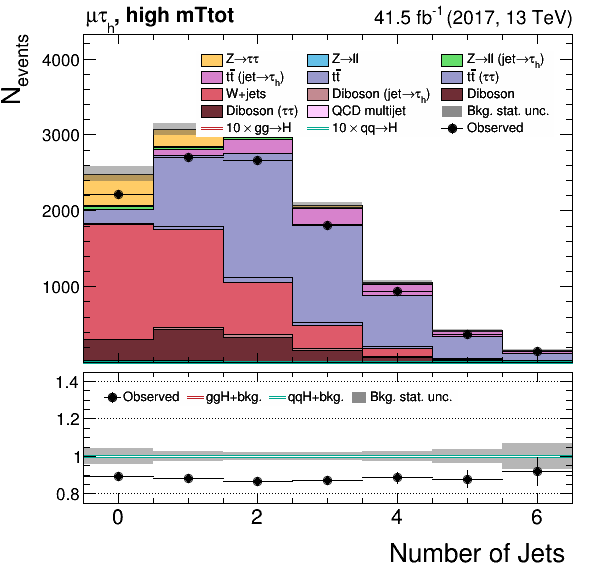 μτh, high mTtot 41.5 fb⁻¹ (2017, 13 TeV)
Nevents
4000
3000
2000
1000
Z→ττ Z→ll Z→ll (jet→τh)
tt̄ (jet→τh) tt̄ tt̄ (ττ)
W+jets Diboson (jet→τh) Diboson
Diboson (ττ) QCD multijet Bkg. stat. unc.
10 × gg→H 10 × qq→H Observed
1.4
1.2
1
0.8
Observed ggH+bkg. qqH+bkg. Bkg. stat. unc.
0 2 4 6
Number of Jets